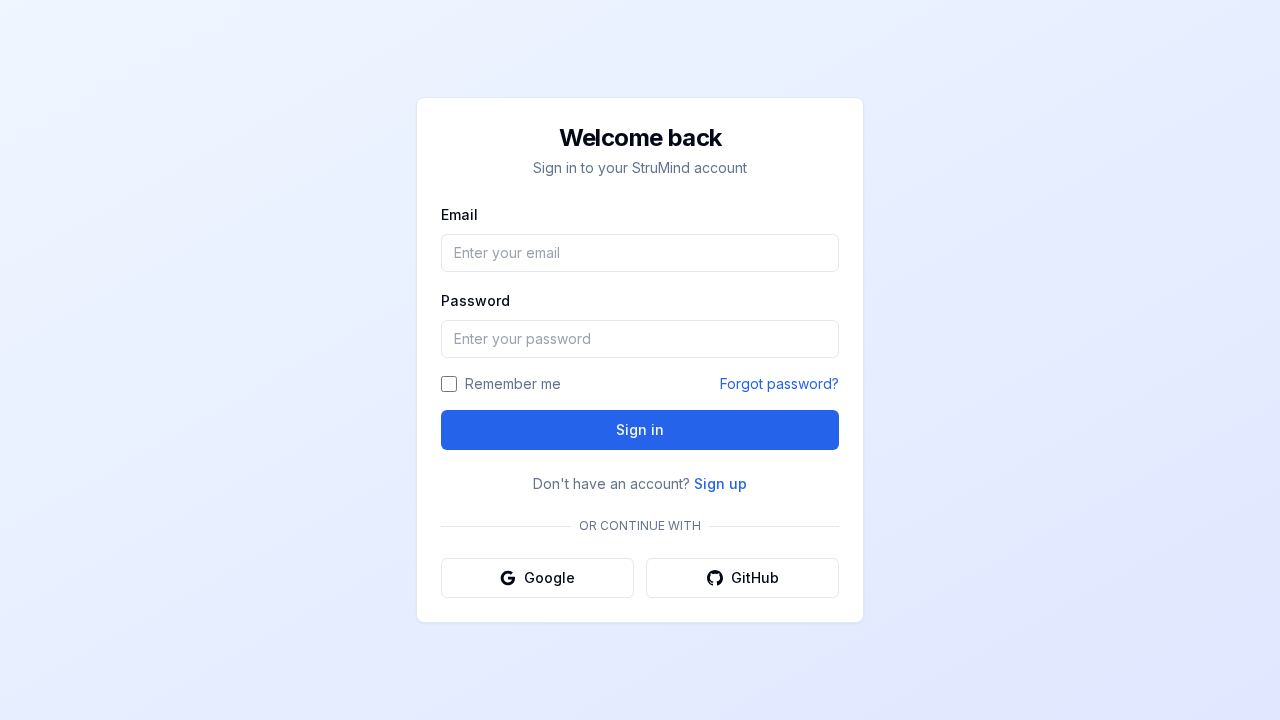 Welcome back
Sign in to your StruMind account
Email
Enter your email
Password
Enter your password
Remember me
Forgot password?
Sign in
Don't have an account? Sign up
OR CONTINUE WITH
Google
GitHub